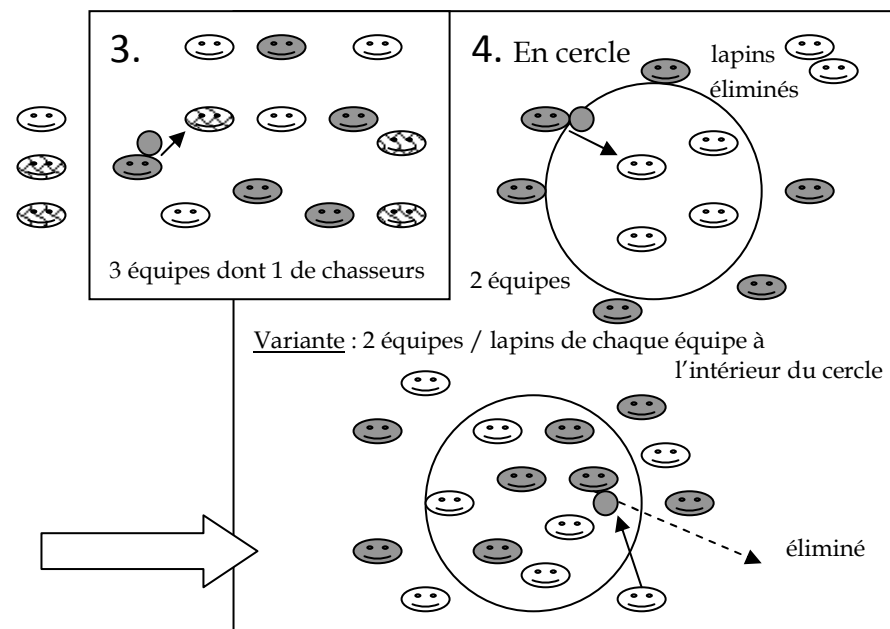 3.
3 équipes dont 1 de chasseurs
4. En cercle
lapins
éliminés
2 équipes
Variante : 2 équipes / lapins de chaque équipe à
l’intérieur du cercle
éliminé